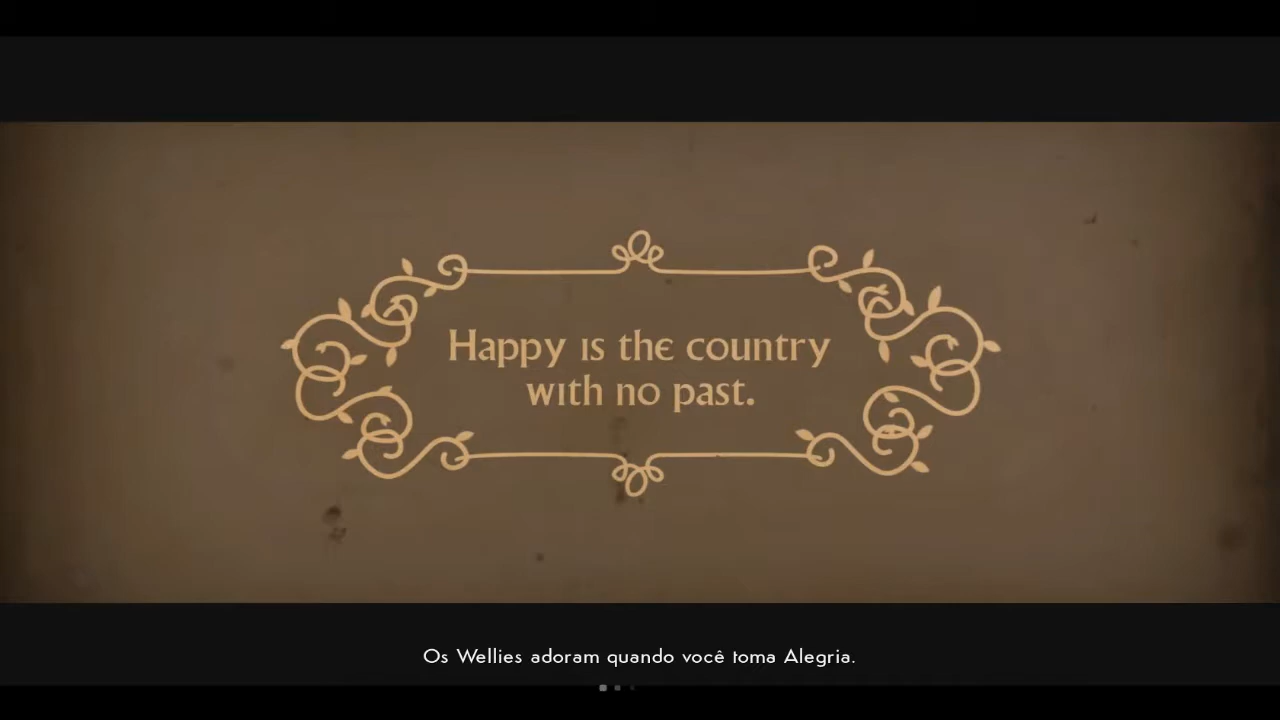 Happy is the country
with no past.
Os Wellies adoram quando você toma Alegria.